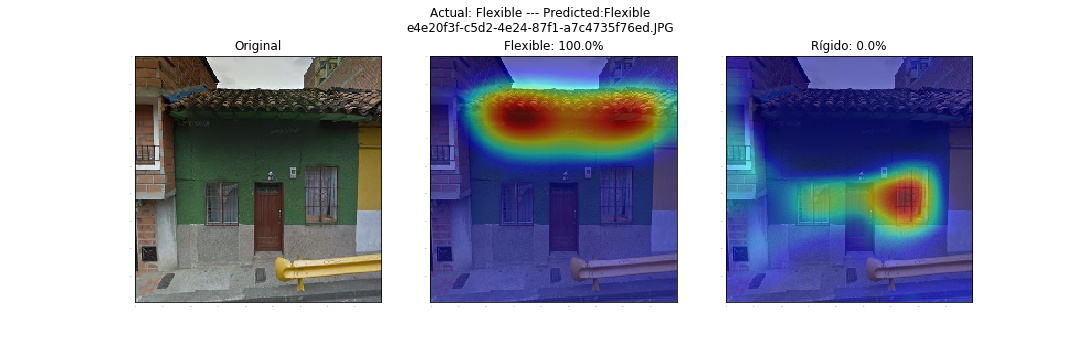 Actual: Flexible --- Predicted:Flexible
e4e20f3f-c5d2-4e24-87f1-a7c4735f76ed.JPG
Original
Flexible: 100.0%
Rígido: 0.0%